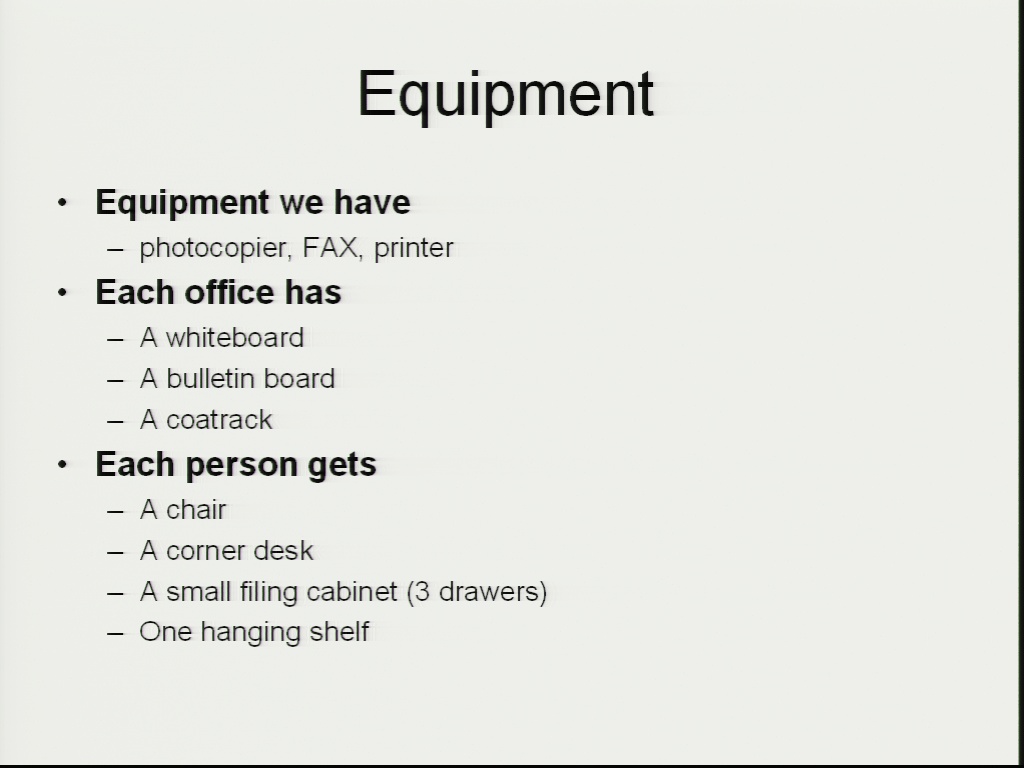 Equipment
• Equipment we have
– photocopier, FAX, printer
• Each office has
– A whiteboard
– A bulletin board
– A coatrack
• Each person gets
– A chair
– A corner desk
– A small filing cabinet (3 drawers)
– One hanging shelf